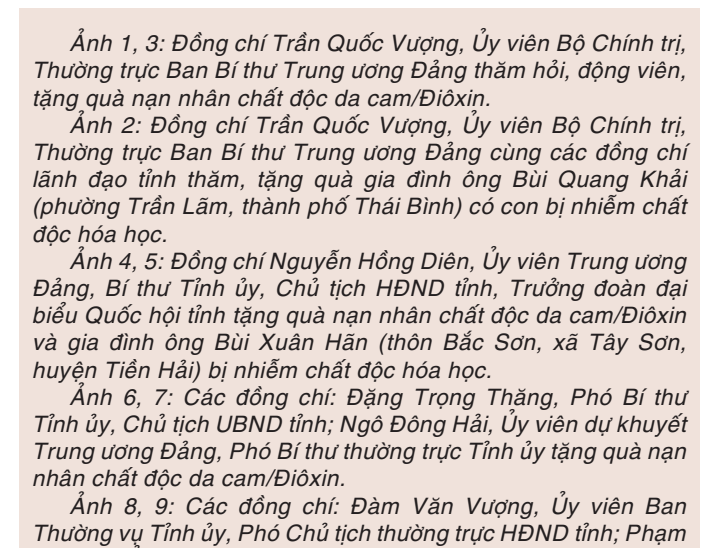 Ảnh 1, 3: Đồng chí Trần Quốc Vượng, Ủy viên Bộ Chính trị,
Thường trực Ban Bí thư Trung ương Đảng thăm hỏi, động viên,
tặng quà nạn nhân chất độc da cam/Điôxin.
Ảnh 2: Đồng chí Trần Quốc Vượng, Ủy viên Bộ Chính trị,
Thường trực Ban Bí thư Trung ương Đảng cùng các đồng chí
lãnh đạo tỉnh thăm, tặng quà gia đình ông Bùi Quang Khải
(phường Trần Lãm, thành phố Thái Bình) có con bị nhiễm chất
độc hóa học.
Ảnh 4, 5: Đồng chí Nguyễn Hồng Diên, Ủy viên Trung ương
Đảng, Bí thư Tỉnh ủy, Chủ tịch HĐND tỉnh, Trưởng đoàn đại
biểu Quốc hội tỉnh tặng quà nạn nhân chất độc da cam/Điôxin
và gia đình ông Bùi Xuân Hãn (thôn Bắc Sơn, xã Tây Sơn,
huyện Tiền Hải) bị nhiễm chất độc hóa học.
Ảnh 6, 7: Các đồng chí: Đặng Trọng Thăng, Phó Bí thư
Tỉnh ủy, Chủ tịch UBND tỉnh; Ngô Đông Hải, Ủy viên dự khuyết
Trung ương Đảng, Phó Bí thư thường trực Tỉnh ủy tặng quà nạn
nhân chất độc da cam/Điôxin.
Ảnh 8, 9: Các đồng chí: Đàm Văn Vượng, Ủy viên Ban
Thường vụ Tỉnh ủy, Phó Chủ tịch thường trực HĐND tỉnh; Phạm